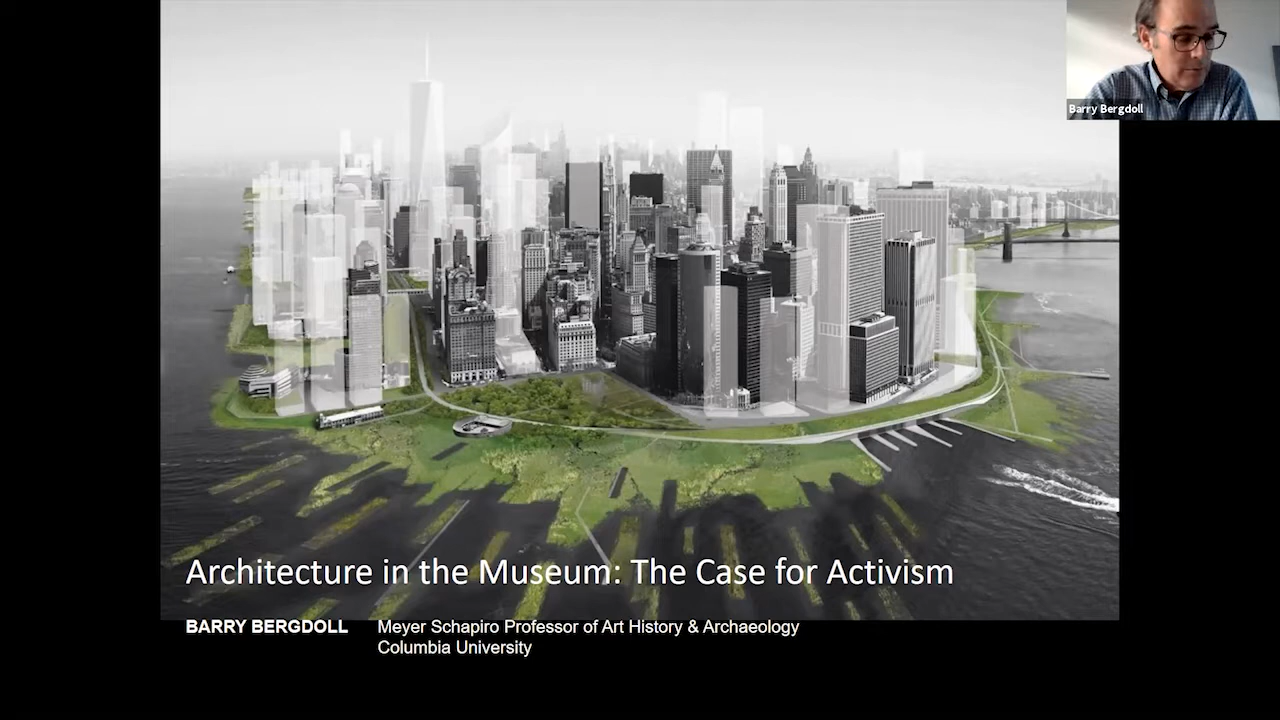 Barry Bergdoll
Architecture in the Museum: The Case for Activism
BARRY BERGDOLL Meyer Schapiro Professor of Art History & Archaeology
Columbia University